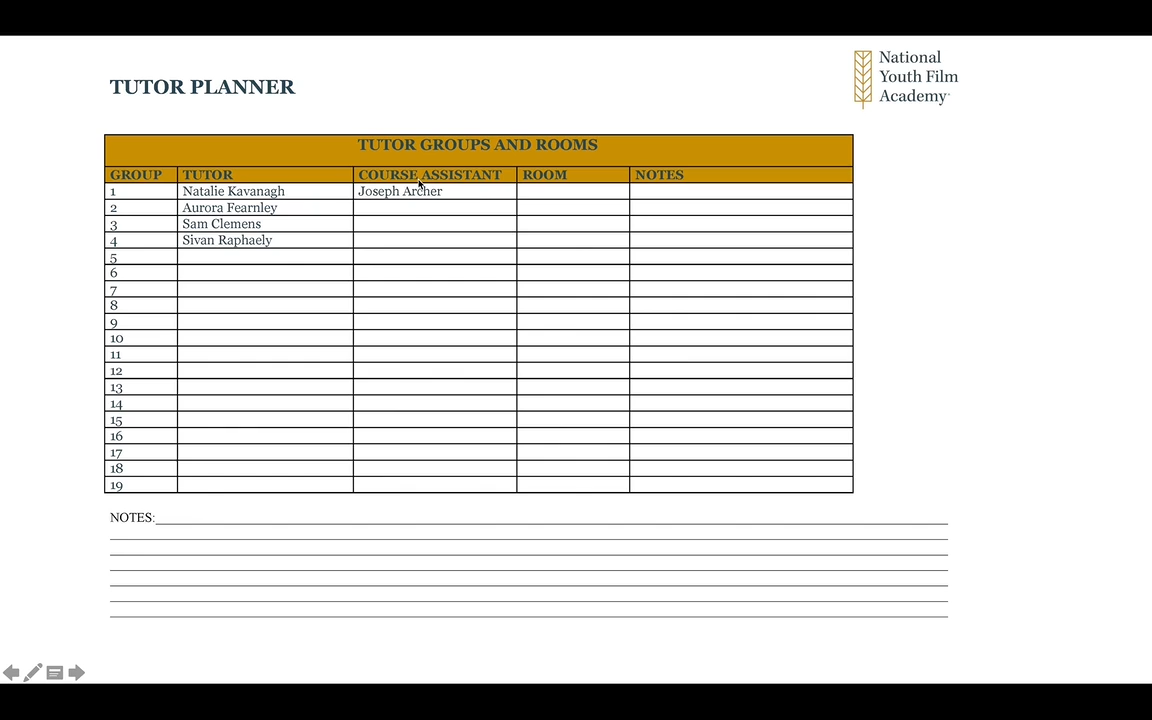 National
Youth Film
Academy
TUTOR PLANNER
TUTOR GROUPS AND ROOMS
GROUP TUTOR COURSE ASSISTANT ROOM NOTES
1 Natalie Kavanagh Joseph Archer
2 Aurora Fearnley
3 Sam Clemens
4 Sivan Raphaely
5
6
7
8
9
10
11
12
13
14
15
16
17
18
19
NOTES: